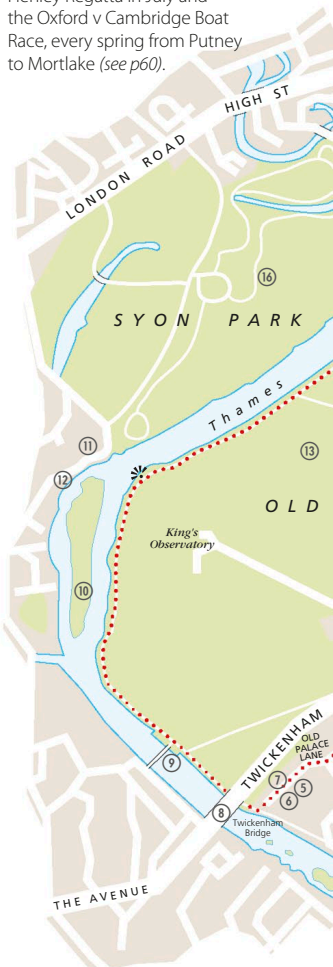 Henley Regatta in July and
the Oxford v Cambridge Boat
Race, every spring from Putney
to Mortlake (see p60).
HIGH ST
LONDON ROAD
⑯
SYON PARK
Thames
⑪
⑬
⑫
OLD
King's
Observatory
⑩
TWICKENHAM
OLD
PALACE
LANE
⑨
⑦
⑤
⑥
⑧
Twickenham
Bridge
THE AVENUE